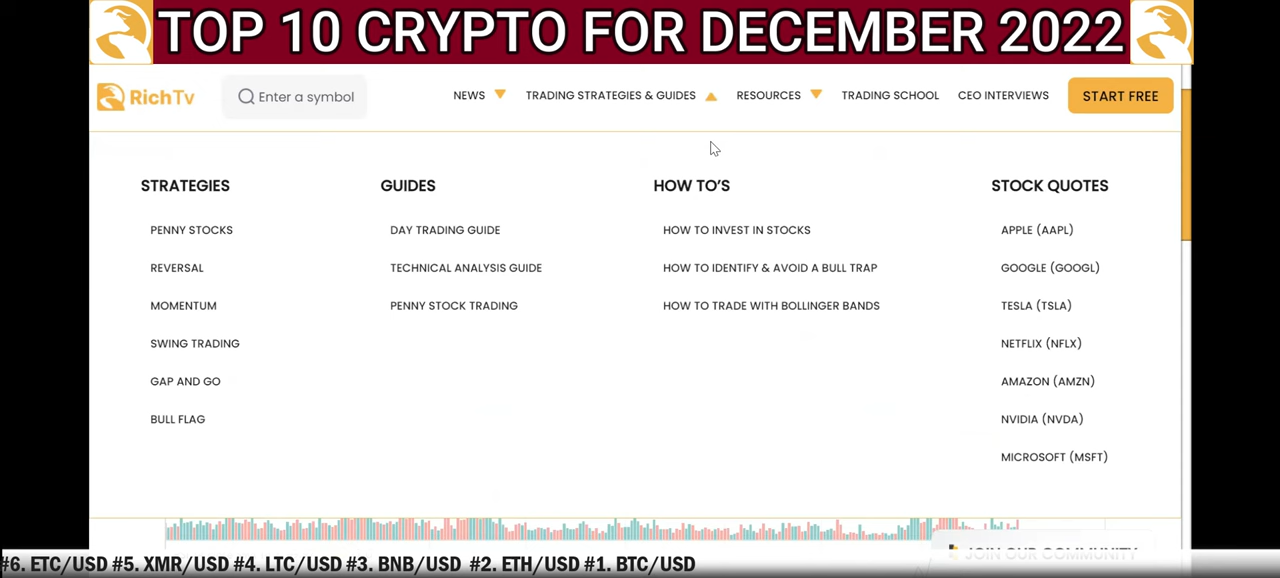 TOP 10 CRYPTO FOR DECEMBER 2022
RichTv
Enter a symbol
NEWS
TRADING STRATEGIES & GUIDES
RESOURCES
TRADING SCHOOL
CEO INTERVIEWS
START FREE
STRATEGIES
PENNY STOCKS
REVERSAL
MOMENTUM
SWING TRADING
GAP AND GO
BULL FLAG
GUIDES
DAY TRADING GUIDE
TECHNICAL ANALYSIS GUIDE
PENNY STOCK TRADING
HOW TO'S
HOW TO INVEST IN STOCKS
HOW TO IDENTIFY & AVOID A BULL TRAP
HOW TO TRADE WITH BOLLINGER BANDS
STOCK QUOTES
APPLE (AAPL)
GOOGLE (GOOGL)
TESLA (TSLA)
NETFLIX (NFLX)
AMAZON (AMZN)
NVIDIA (NVDA)
MICROSOFT (MSFT)
JOIN OUR COMMUNITY
#6. ETC/USD #5. XMR/USD #4. LTC/USD #3. BNB/USD #2. ETH/USD #1. BTC/USD